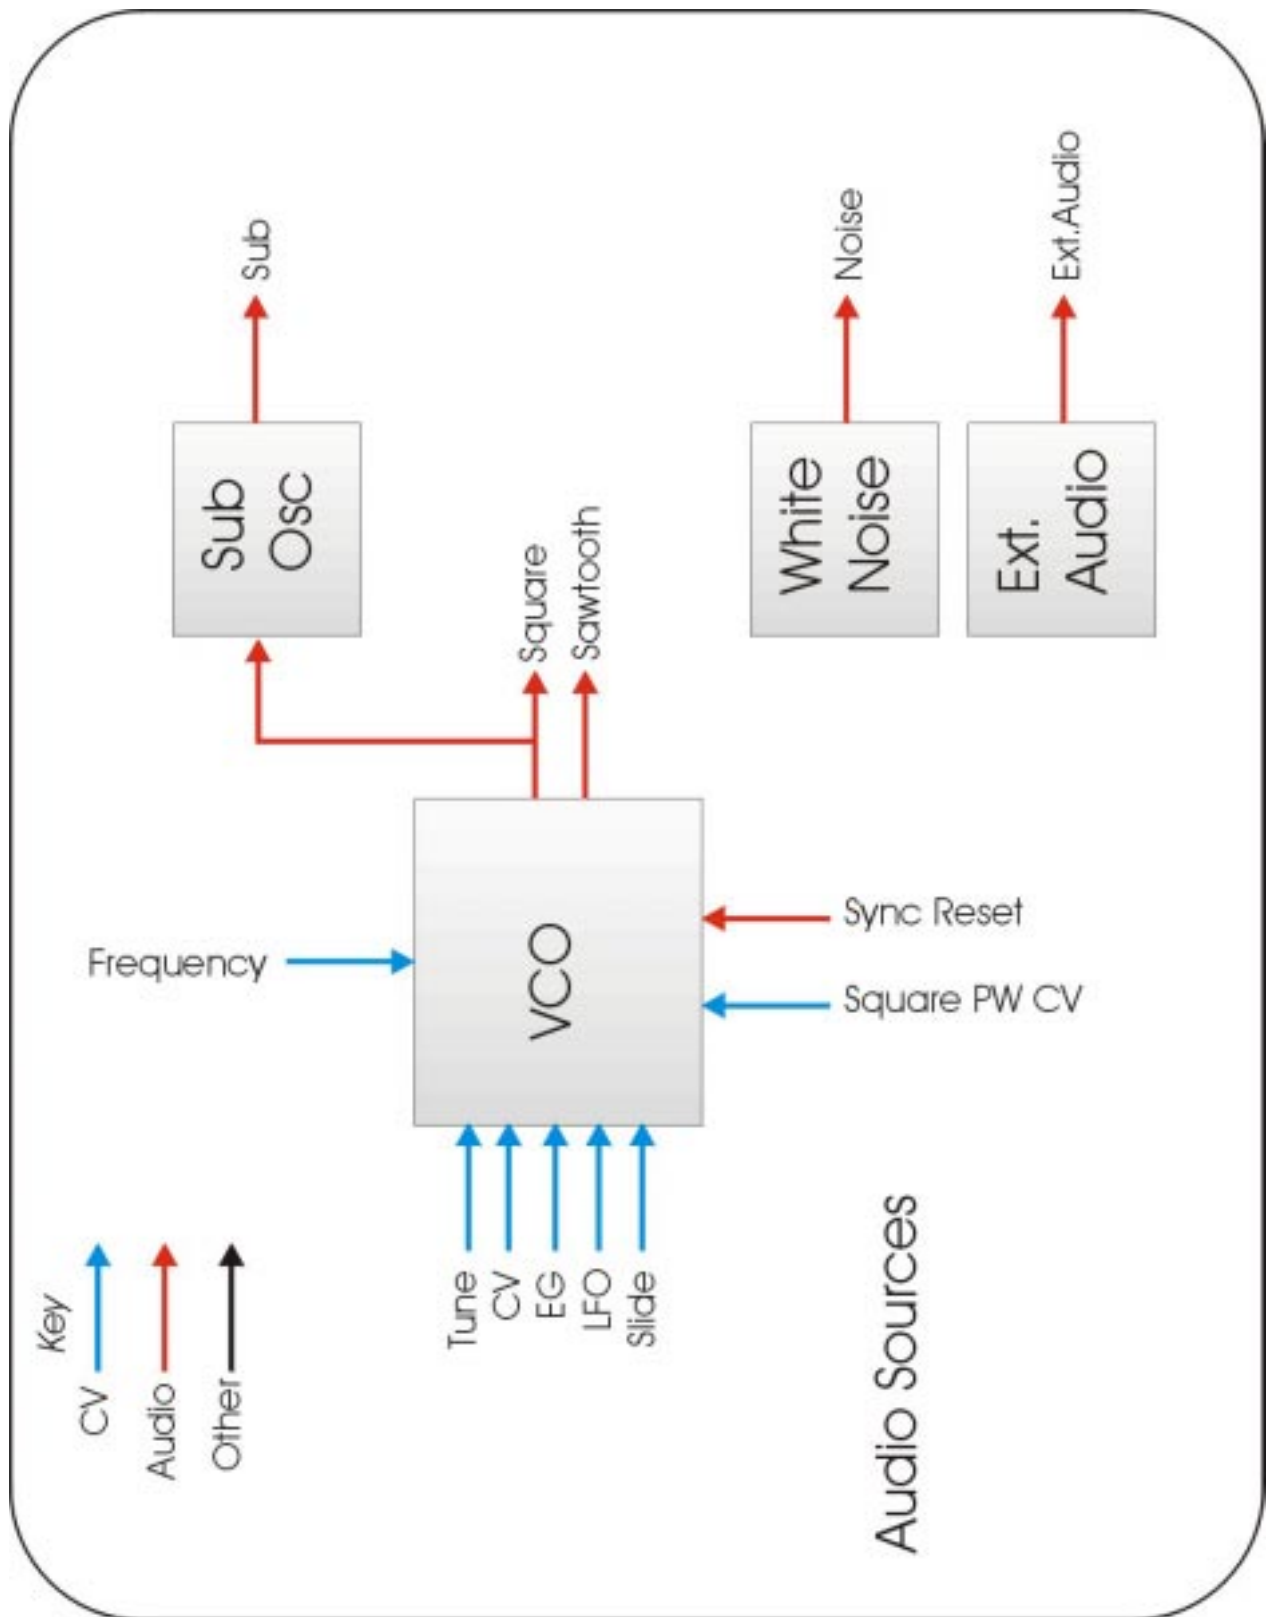 Key
CV
Audio
Other
Frequency
Tune
CV
EG
LFO
Slide
VCO
Sync Reset
Square PW CV
Square
Sawtooth
Sub
Osc
Sub
White
Noise
Noise
Ext.
Audio
Ext.Audio
Audio Sources